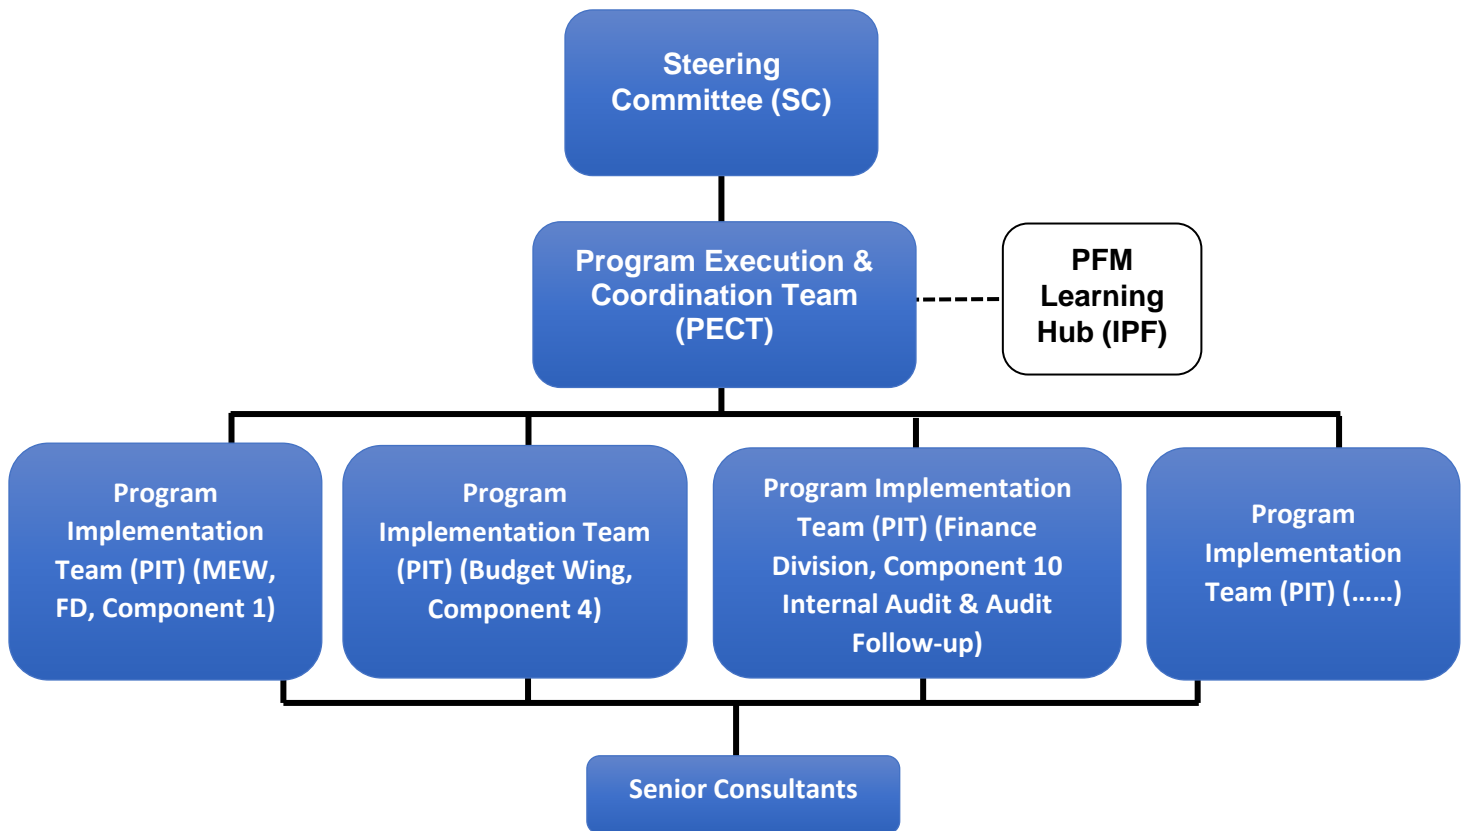 Steering
Committee (SC)
Program Execution &
Coordination Team
(PECT)
PFM
Learning
Hub (IPF)
Program
Implementation
Team (PIT) (MEW,
FD, Component 1)
Program
Implementation Team
(PIT) (Budget Wing,
Component 4)
Program Implementation
Team (PIT) (Finance
Division, Component 10
Internal Audit & Audit
Follow-up)
Program
Implementation
Team (PIT) (……)
Senior Consultants